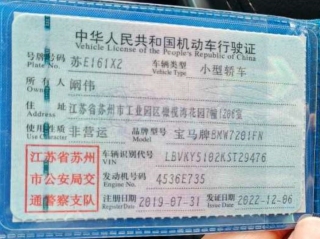 中华人民共和国机动车行驶证
Vehicle License of the People's Republic of China
号牌号码 苏E161X2 车辆类型 小型轿车
Plate No. Vehicle Type
所有人 阚伟
Owner
住址 江苏省苏州市工业园区 湾花园7幢1206室
使用性质 非营运 品牌型号 宝马牌BMW7201FN
Use Character Model
江苏省苏州
市公安局交
通警察支队
车辆识别代号 LBVKY5102KST29476
VIN
发动机号码 4536E735
Engine No.
注册日期 2019-07-31 发证日期 2022-12-06
Register Date Issue Date